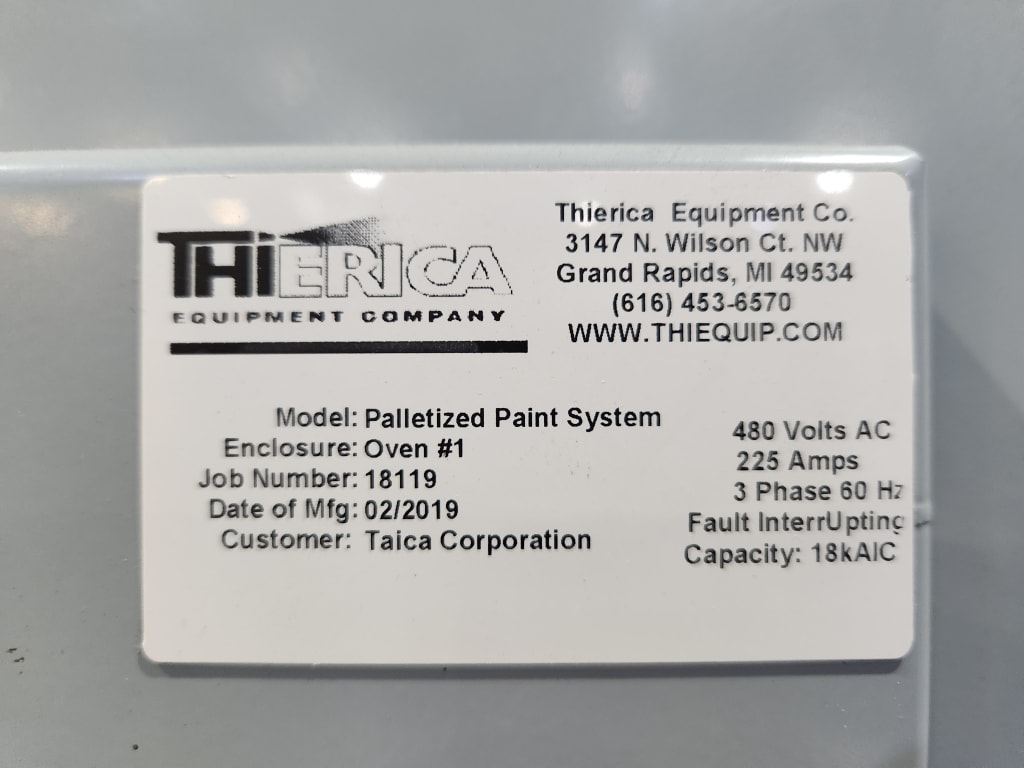 THiERICA
EQUIPMENT COMPANY
Thierica Equipment Co.
3147 N. Wilson Ct. NW
Grand Rapids, MI 49534
(616) 453-6570
WWW.THIEQUIP.COM
Model: Palletized Paint System
Enclosure: Oven #1
Job Number: 18119
Date of Mfg: 02/2019
Customer: Taica Corporation
480 Volts AC
225 Amps
3 Phase 60 Hz
Fault InterrUpting
Capacity: 18kAIC